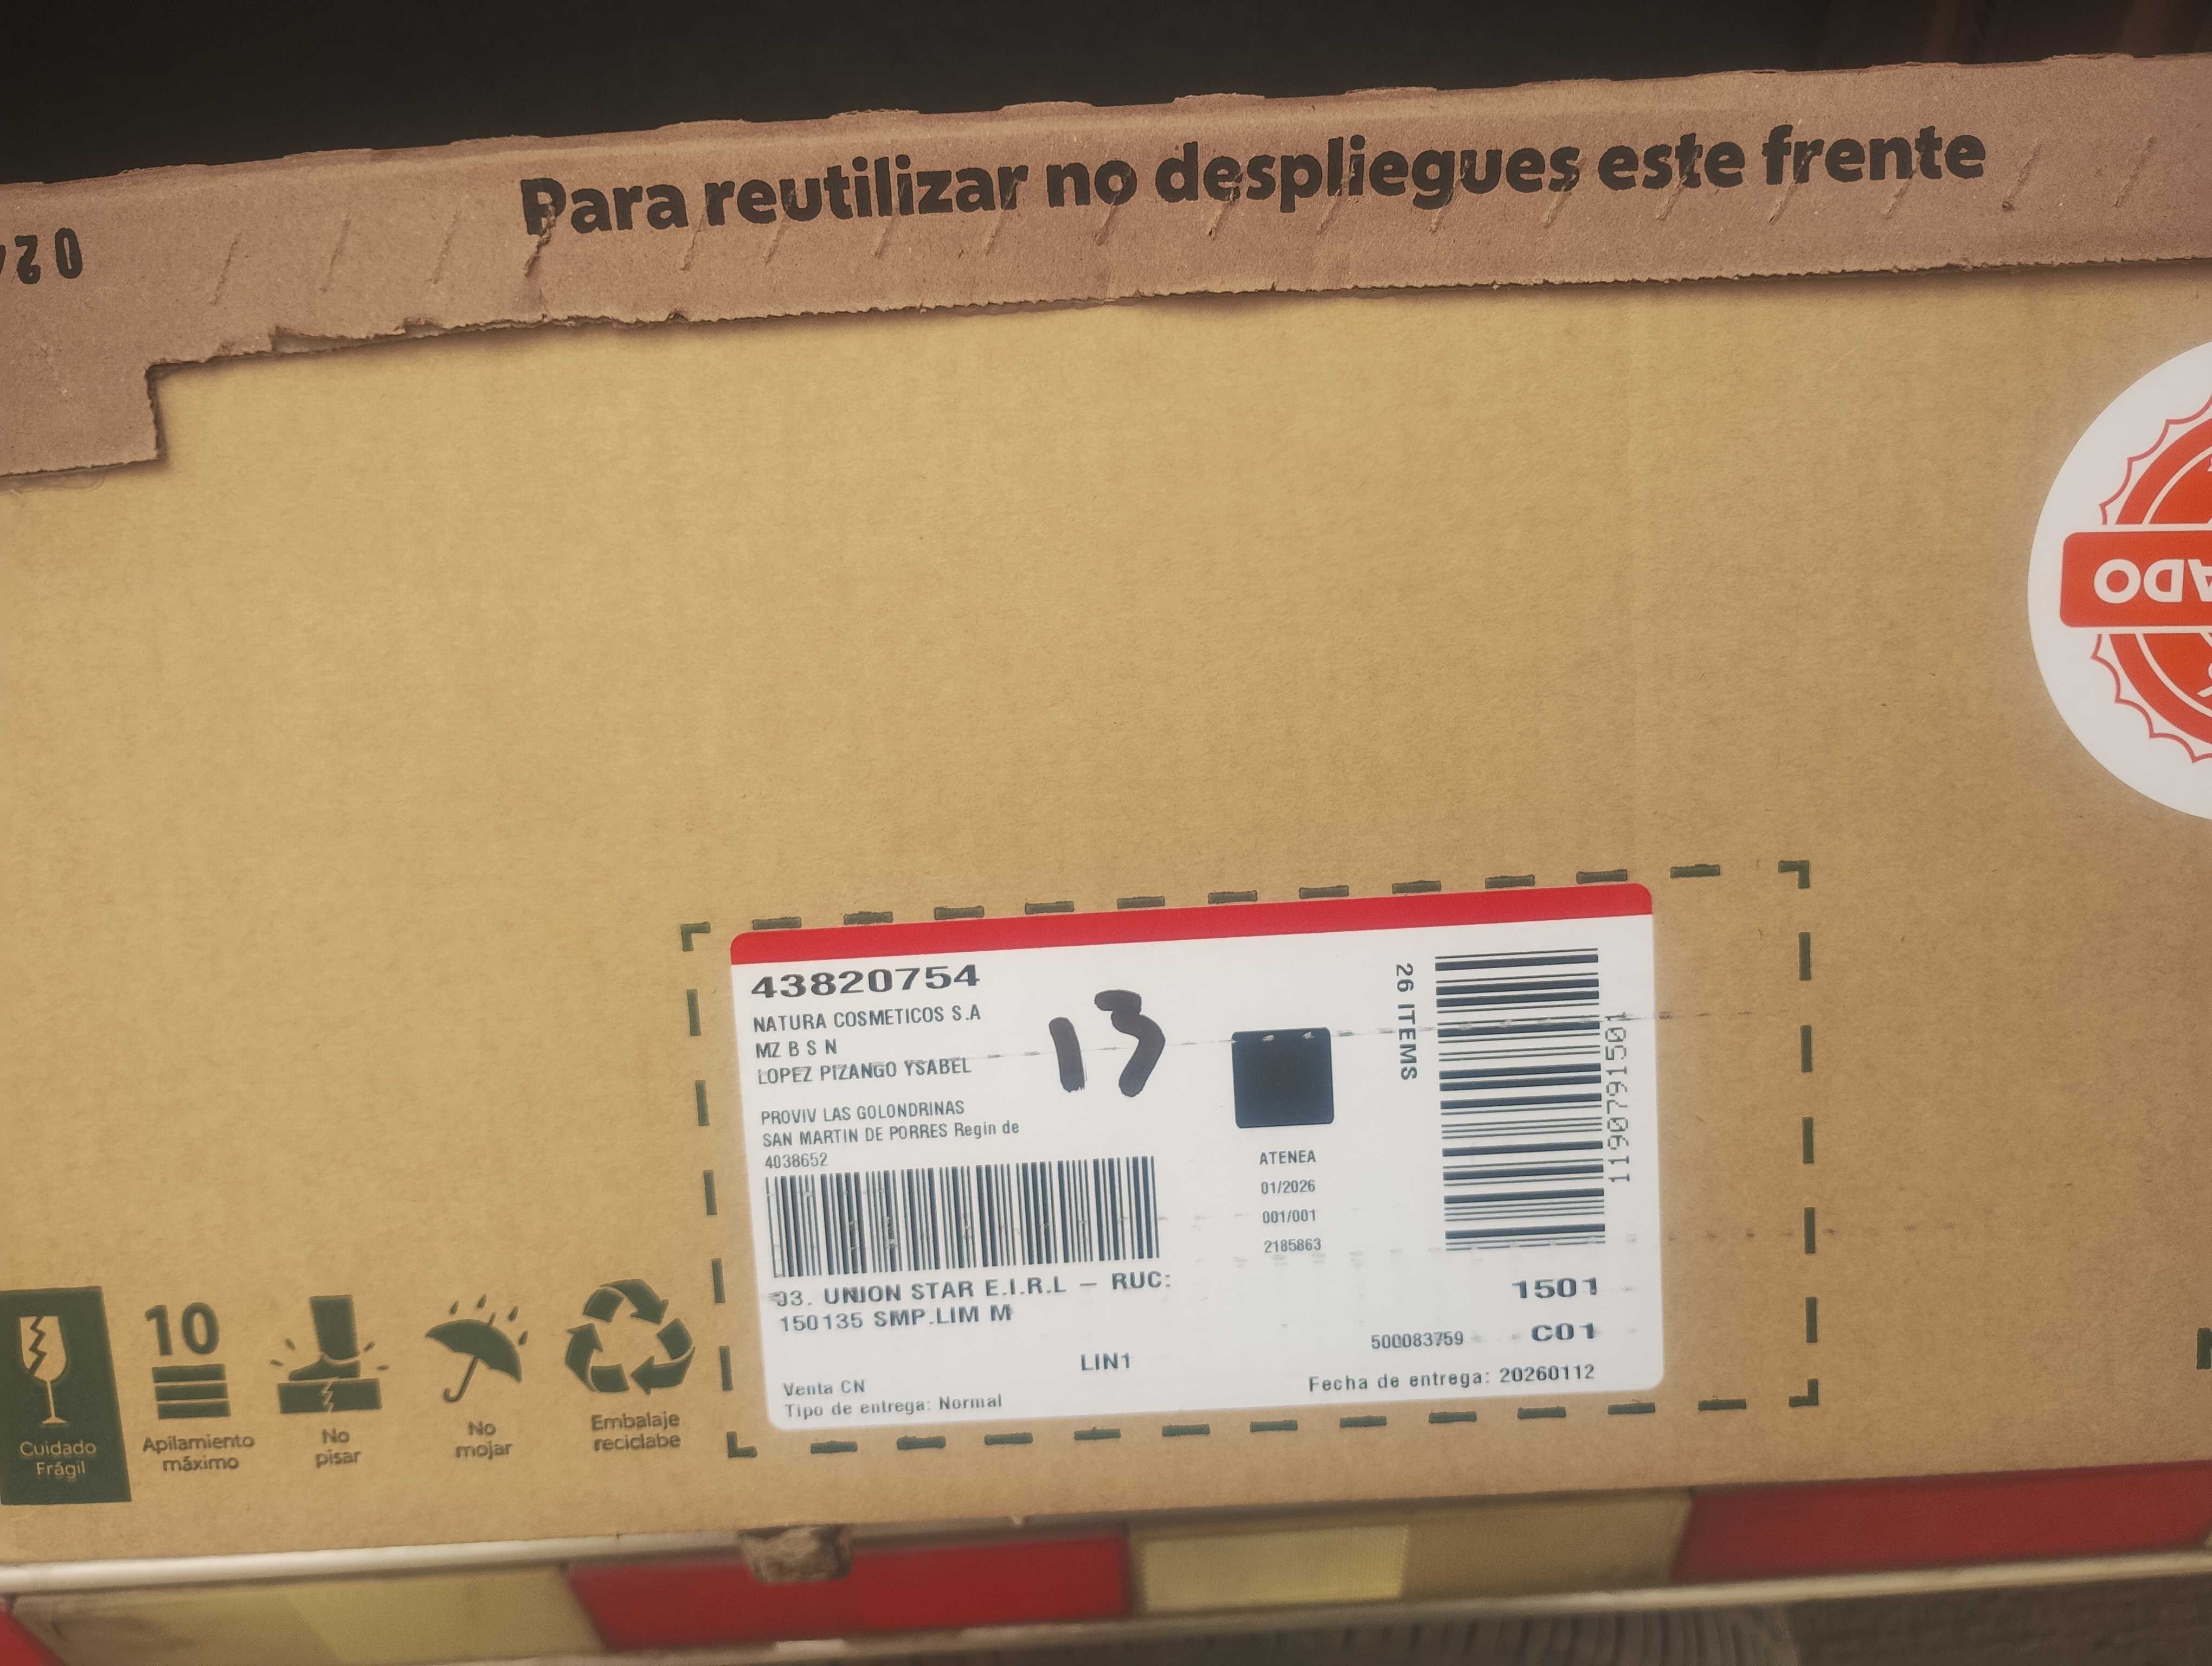 Para reutilizar no despliegues este frente
43820754
NATURA COSMETICOS S.A
MZ B S N
LOPEZ PIZANGO YSABEL
PROVIV LAS GOLONDRINAS
SAN MARTIN DE PORRES Regin de
4038652
13
ATENEA
01/2026
001/001
2185863
26 ITEMS
119079161501
03. UNION STAR E.I.R.L – RUC:
150135 SMP.LIM M
LIN1
1501
500083759 C01
Venta CN
Tipo de entrega: Normal
Fecha de entrega: 20260112
Cuidado
Frágil
10
Apilamiento
máximo
No
pisar
No
mojar
Embalaje
reciclabe